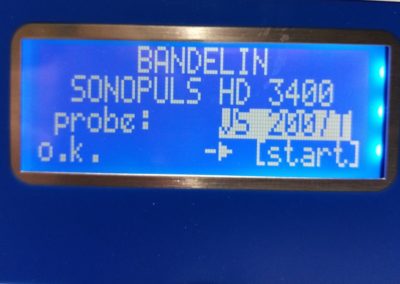 BANDELIN
SONOPULS HD 3400
probe: VS 200T
o.k. → [start]